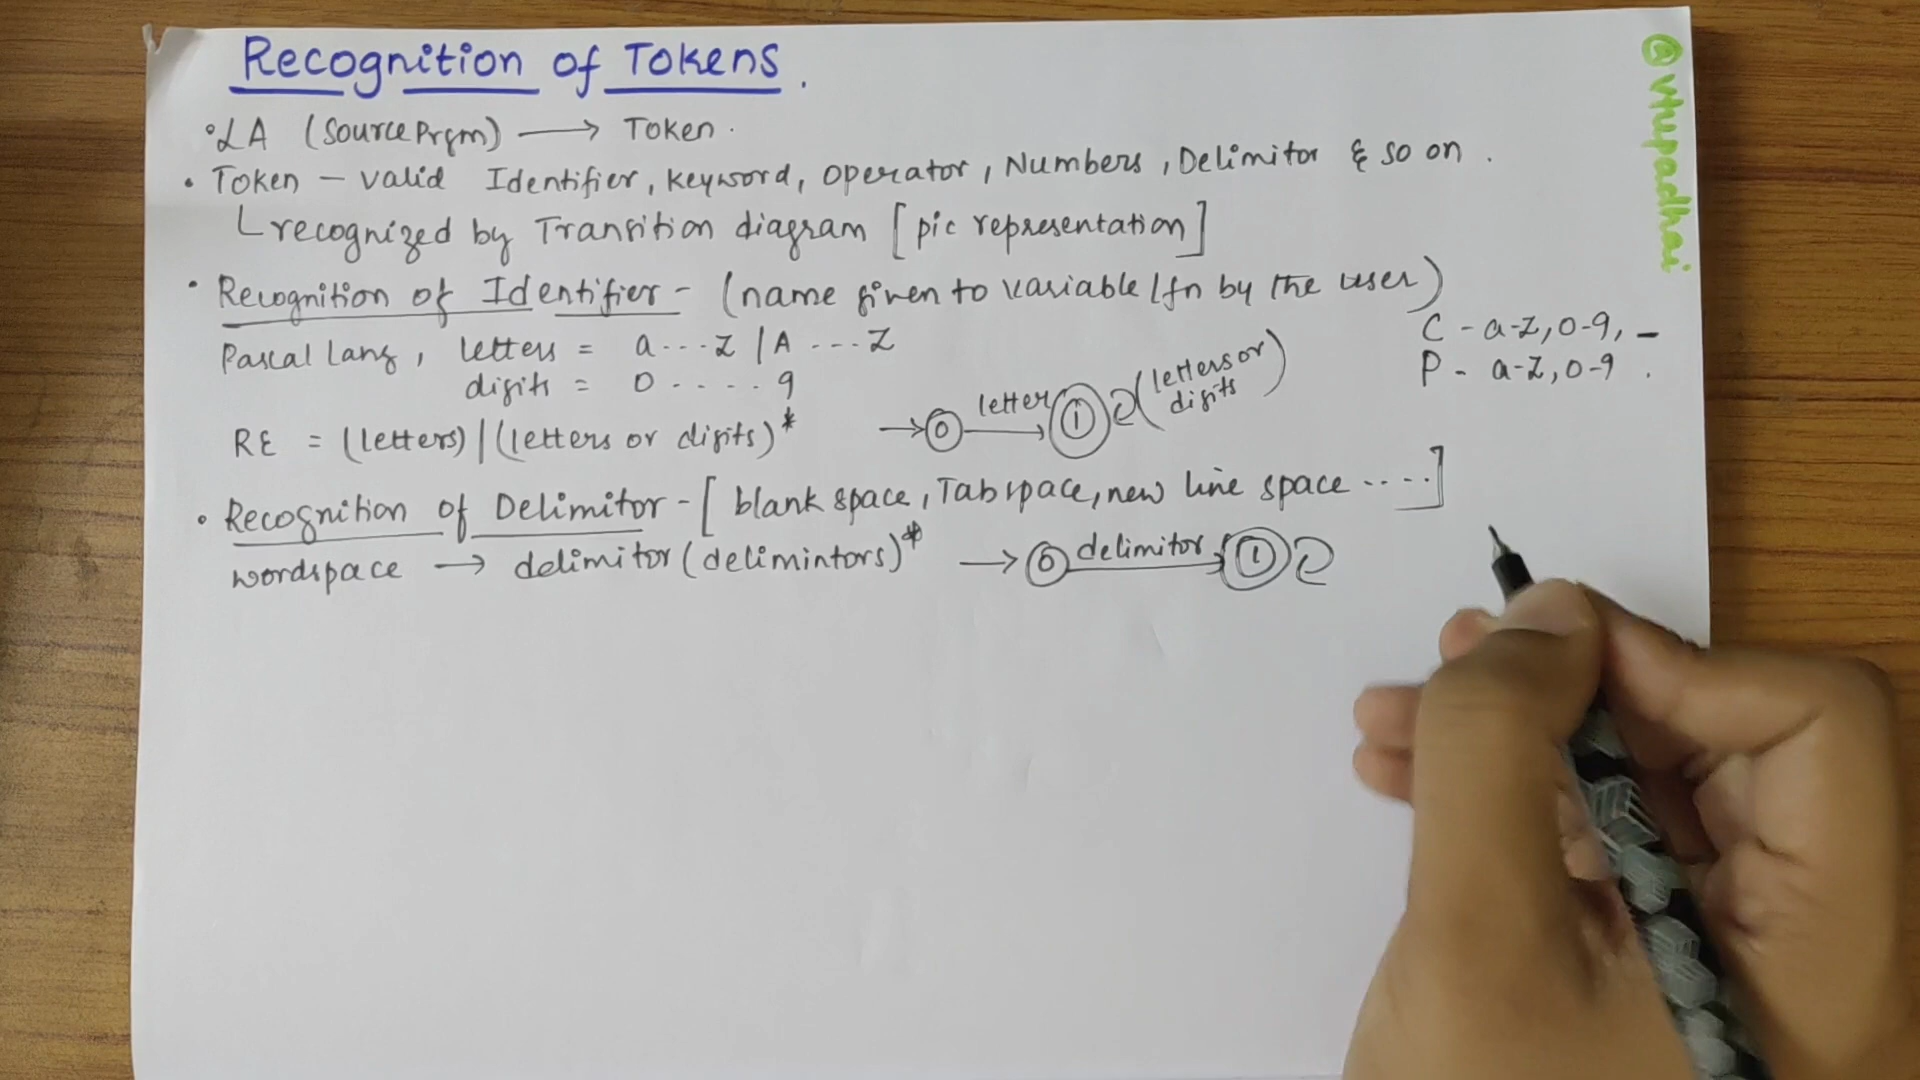 Recognition of Tokens.
@vtupadhai
LA (Source Prgm) → Token.
• Token - valid Identifier, Keyword, Operator, Numbers, Delimitor & so on.
recognized by Transition diagram [pic representation]
• Recognition of Identifier - (name given to variable/fn by the user)
Pascal Lang, letters = a...z | A...Z
C - a-z, 0-9, _
digits = 0.....9
P - a-z, 0-9.
RE = (letters)|(letters or digits)*
→ 0 letter → 1 (letters or digits)
• Recognition of Delimitor - [blank space, Tab space, new line space ....]
wordspace → delimitor(delimintors)* → 0 delimitor → 1